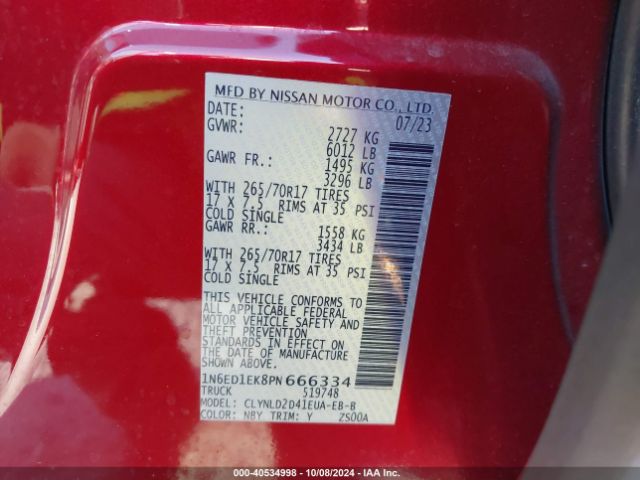 MFD BY NISSAN MOTOR CO., LTD.
DATE: 07/23
GVWR: 2727 KG
6012 LB
GAWR FR.: 1495 KG
3296 LB
WITH 265/70R17 TIRES
17 X 7.5 RIMS AT 35 PSI
COLD SINGLE
GAWR RR.: 1558 KG
3434 LB
WITH 265/70R17 TIRES
17 X 7.5 RIMS AT 35 PSI
COLD SINGLE
THIS VEHICLE CONFORMS TO
ALL APPLICABLE FEDERAL
MOTOR VEHICLE SAFETY AND
THEFT PREVENTION
STANDARDS IN EFFECT ON
THE DATE OF MANUFACTURE
SHOWN ABOVE.
1N6ED1EK8PN666334
TRUCK 519748
MODEL: CLYNLD2D41EUA-EB-B
COLOR: NBY TRIM: Y ZS00A
000-40534998 - 10/08/2024 - IAA Inc.